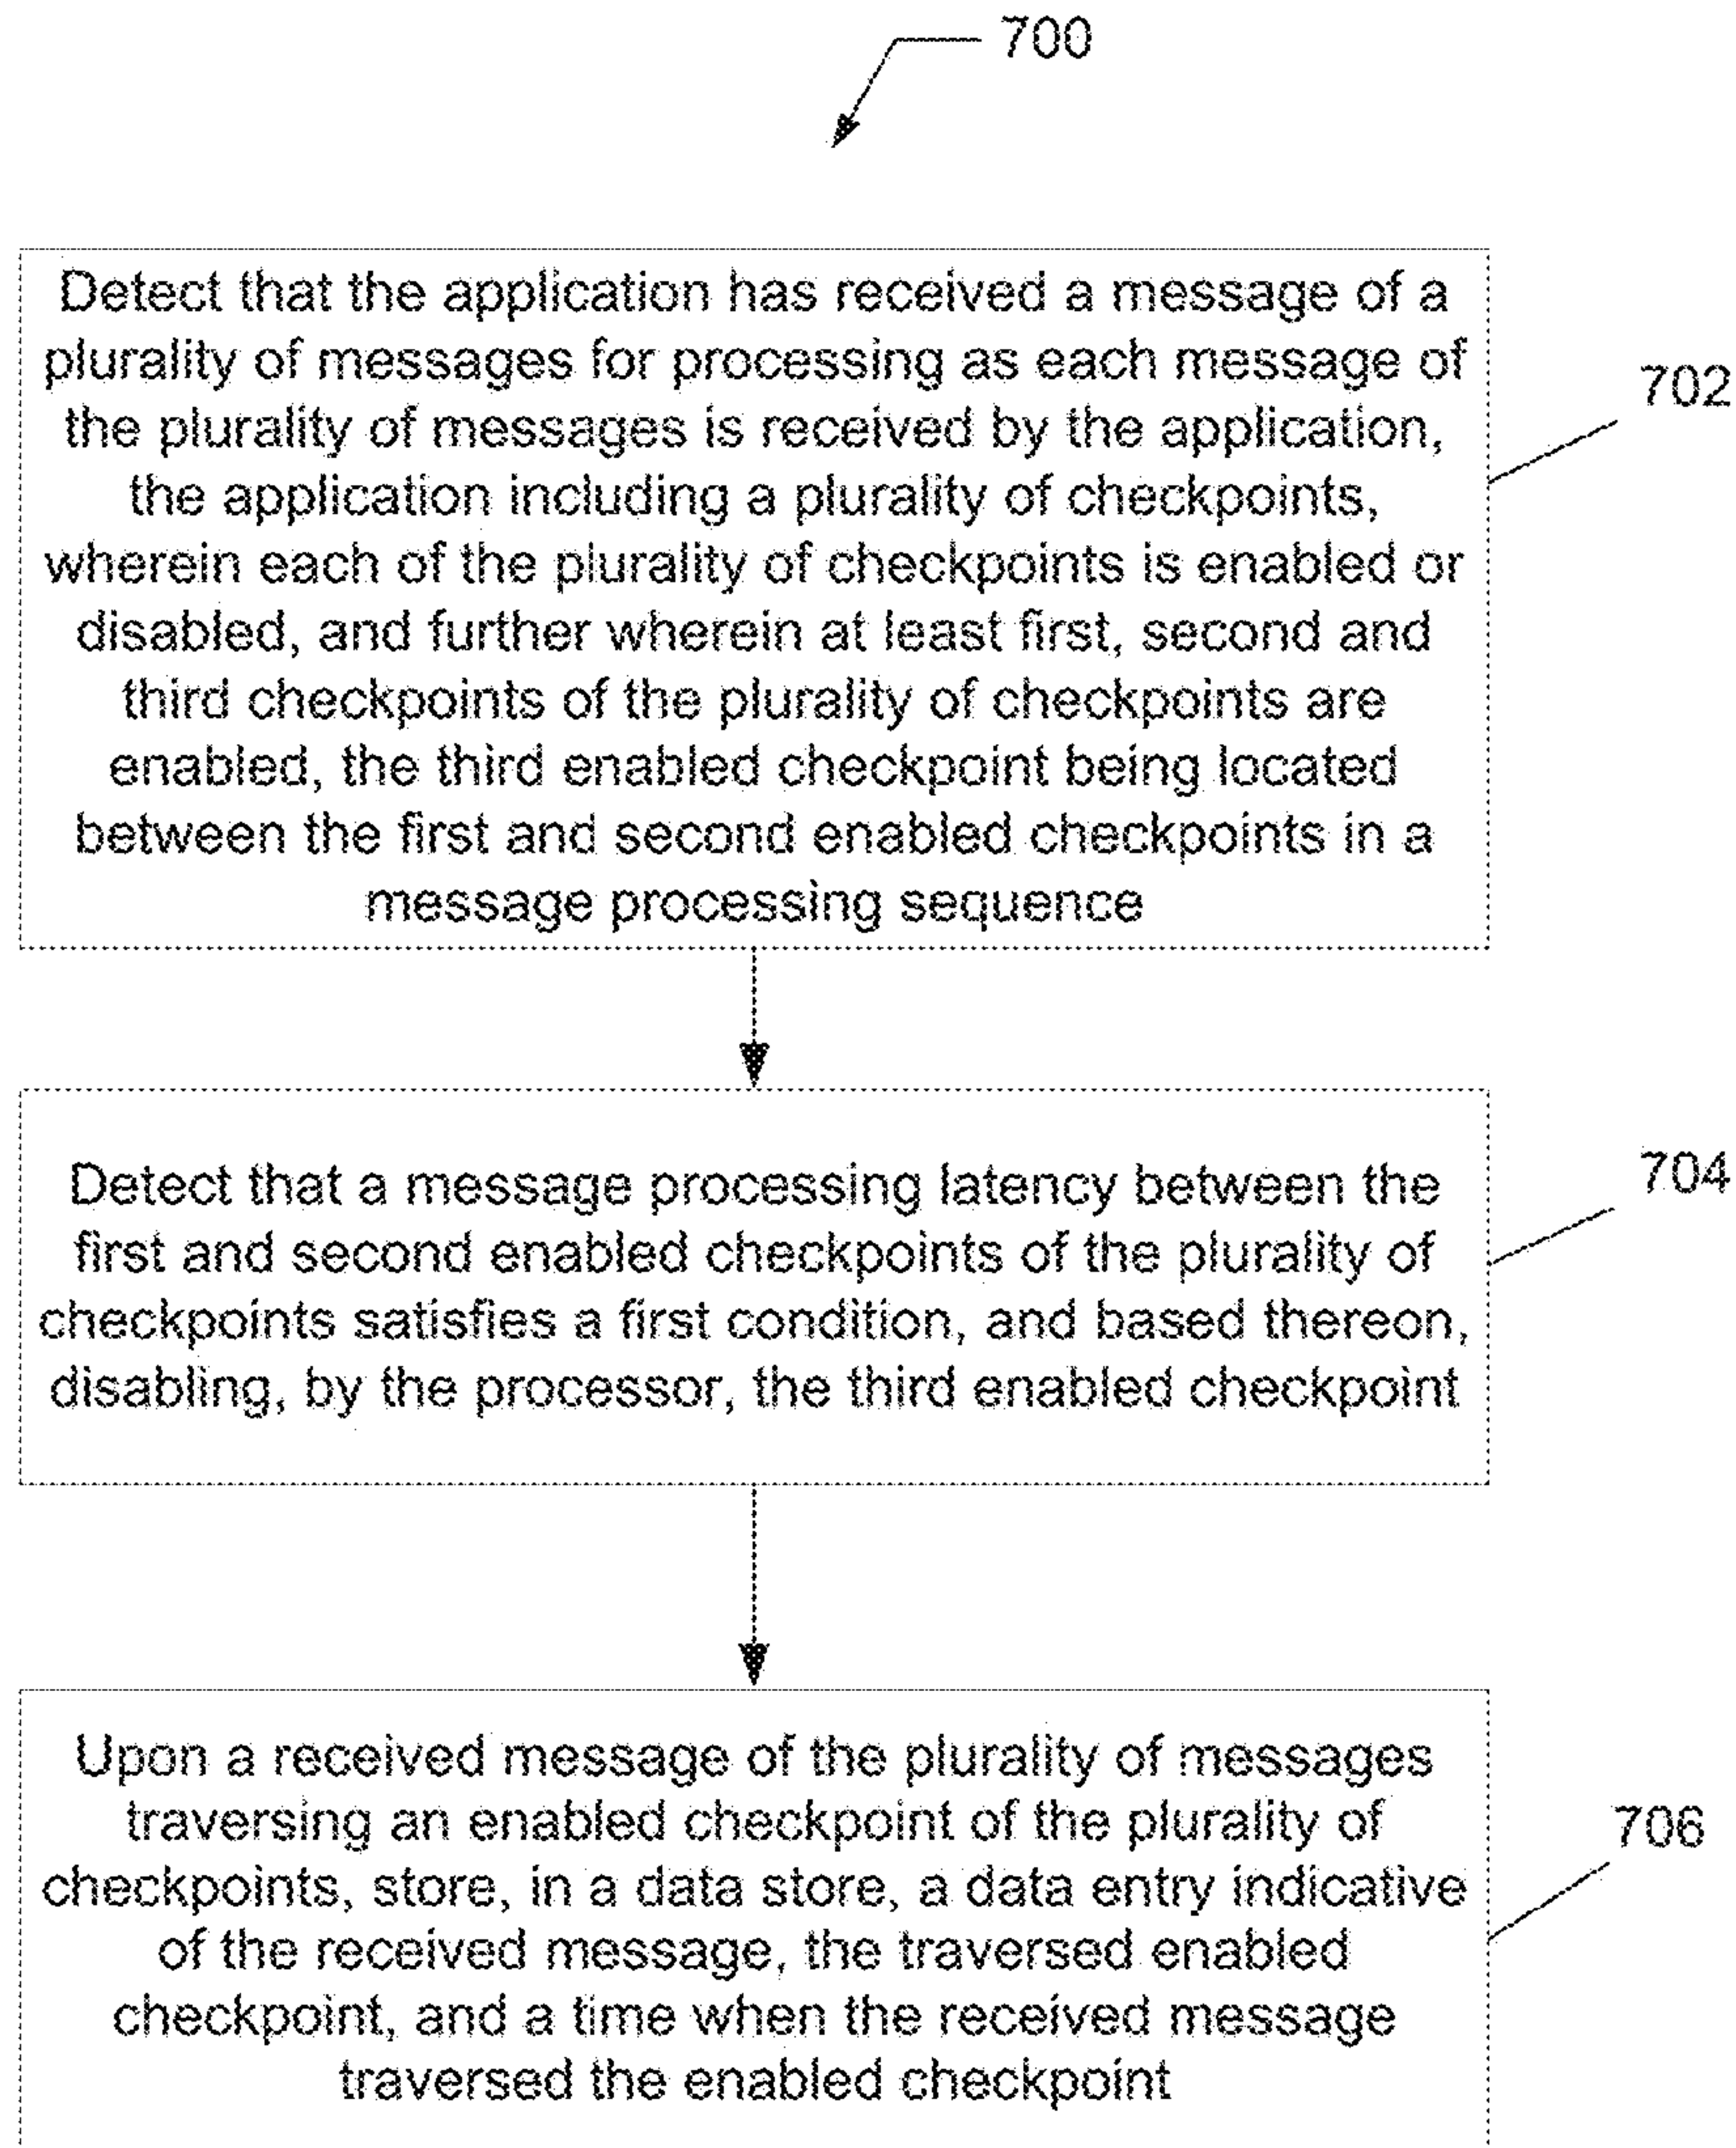 700
Detect that the application has received a message of a
plurality of messages for processing as each message of
the plurality of messages is received by the application,
the application including a plurality of checkpoints,
wherein each of the plurality of checkpoints is enabled or
disabled, and further wherein at least first, second and
third checkpoints of the plurality of checkpoints are
enabled, the third enabled checkpoint being located
between the first and second enabled checkpoints in a
message processing sequence
702
Detect that a message processing latency between the
first and second enabled checkpoints of the plurality of
checkpoints satisfies a first condition, and based thereon,
disabling, by the processor, the third enabled checkpoint
704
Upon a received message of the plurality of messages
traversing an enabled checkpoint of the plurality of
checkpoints, store, in a data store, a data entry indicative
of the received message, the traversed enabled
checkpoint, and a time when the received message
traversed the enabled checkpoint
706